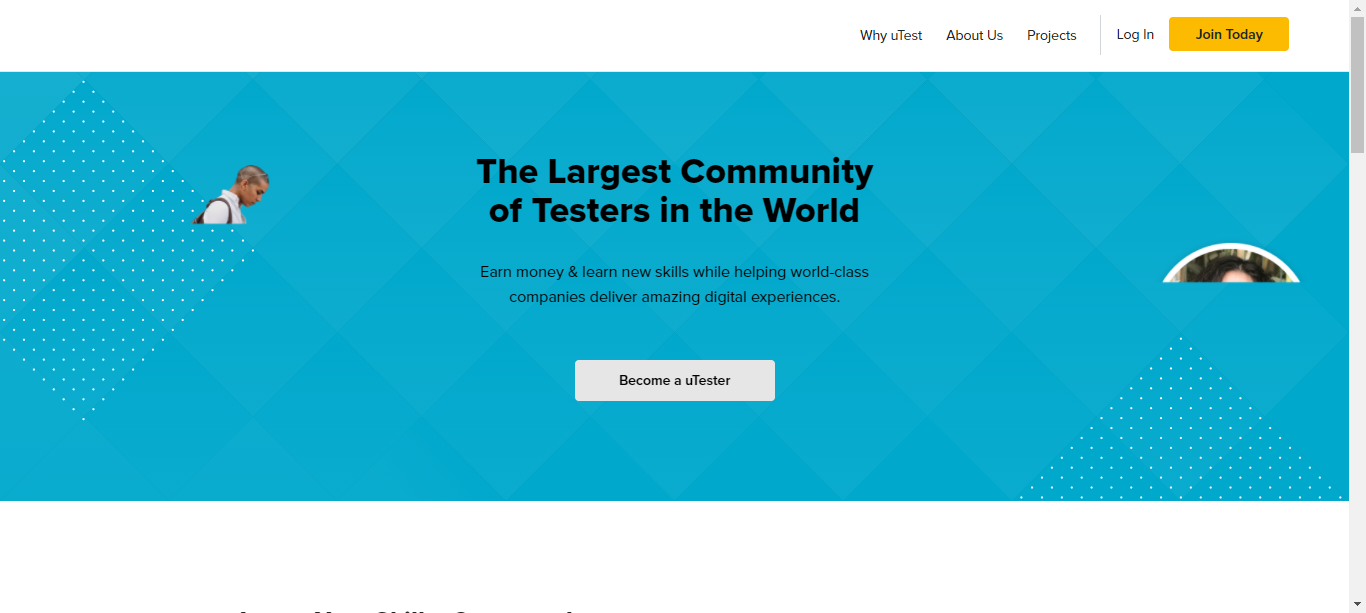 Why uTest
About Us
Projects
Log In
Join Today
The Largest Community
of Testers in the World
Earn money & learn new skills while helping world-class
companies deliver amazing digital experiences.
Become a uTester